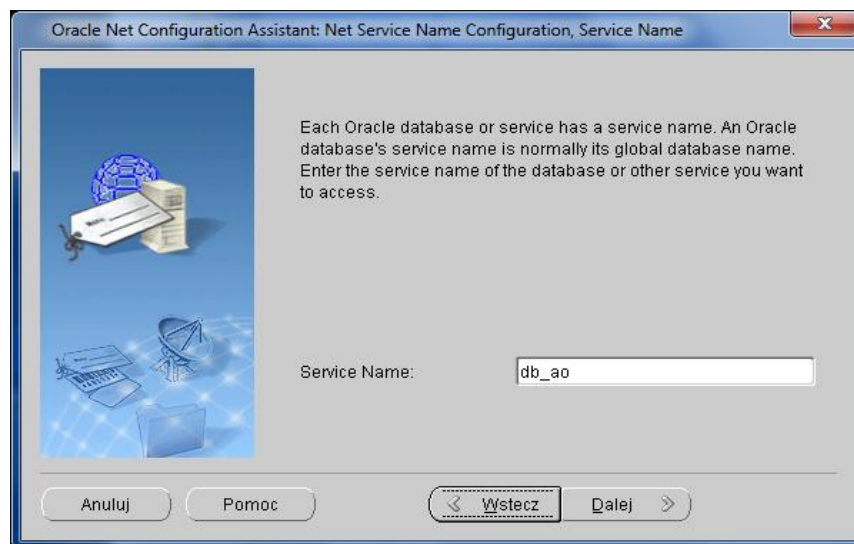 Oracle Net Configuration Assistant: Net Service Name Configuration, Service Name
Each Oracle database or service has a service name. An Oracle
database's service name is normally its global database name.
Enter the service name of the database or other service you want
to access.
Service Name: db_ao
Anuluj Pomoc Wstecz Dalej